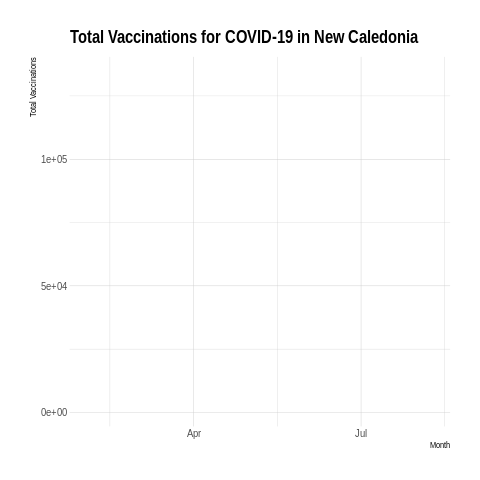 Total Vaccinations for COVID-19 in New Caledonia
Total Vaccinations
1e+05
5e+04
0e+00
Apr
Jul
Month